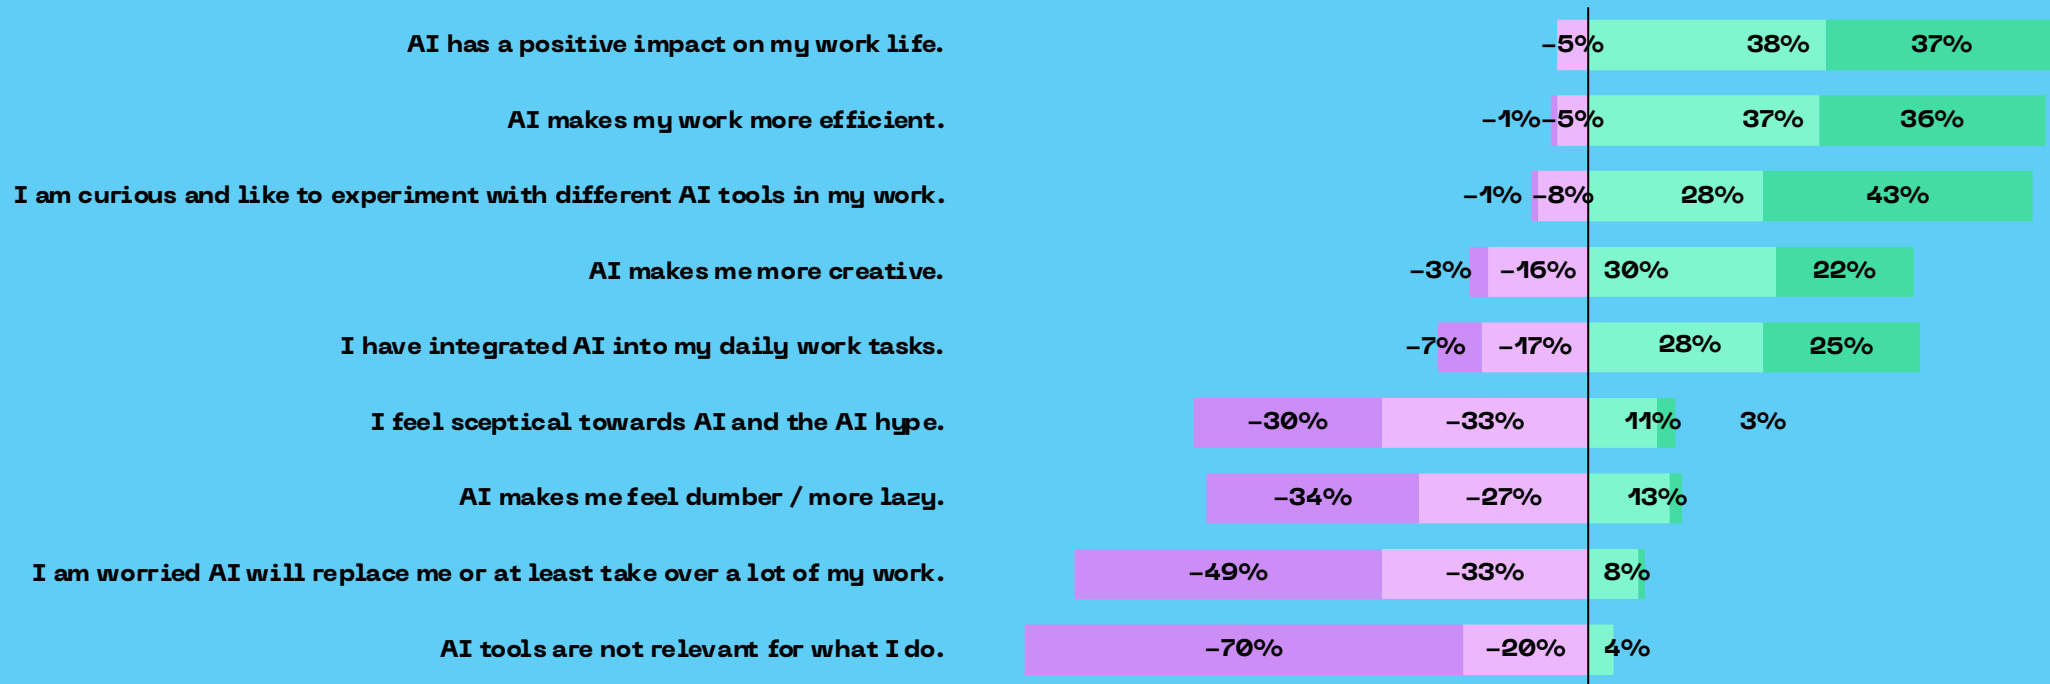 AI has a positive impact on my work life. -5% 38% 37%
AI makes my work more efficient. -1% -5% 37% 36%
I am curious and like to experiment with different AI tools in my work. -1% -8% 28% 43%
AI makes me more creative. -3% -16% 30% 22%
I have integrated AI into my daily work tasks. -7% -17% 28% 25%
I feel sceptical towards AI and the AI hype. -30% -33% 11% 3%
AI makes me feel dumber / more lazy. -34% -27% 13%
I am worried AI will replace me or at least take over a lot of my work. -49% -33% 8%
AI tools are not relevant for what I do. -70% -20% 4%